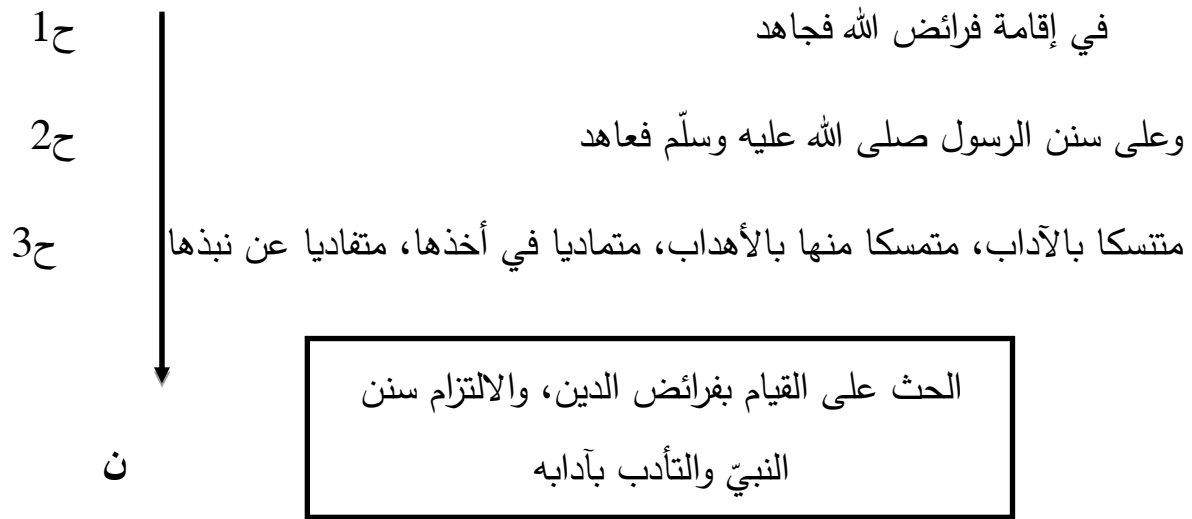 في إقامة فرائض الله فجاهد ح1
وعلى سنن الرسول صلى الله عليه وسلّم فعاهد ح2
متنسكا بالآداب، متمسكا منها بالأهداب، متماديا في أخذها، متفاديا عن نبذها ح3
الحث على القيام بفرائض الدين، والالتزام سنن
النبيّ والتأدب بآدابه
ن